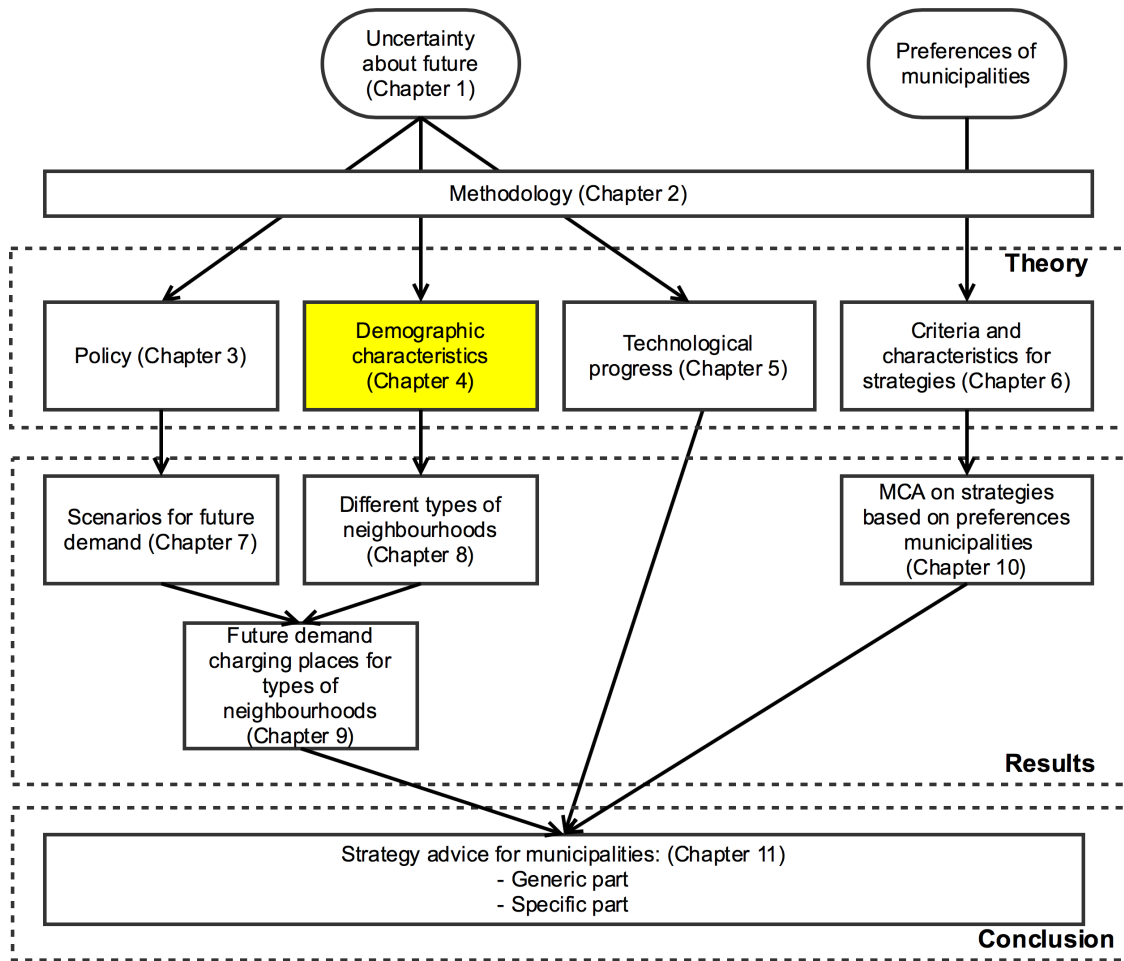 Uncertainty
about future
(Chapter 1)
Preferences of
municipalities
Methodology (Chapter 2)
Theory
Policy (Chapter 3)
Demographic
characteristics
(Chapter 4)
Technological
progress (Chapter 5)
Criteria and
characteristics for
strategies (Chapter 6)
Scenarios for future
demand (Chapter 7)
Different types of
neighbourhoods
(Chapter 8)
MCA on strategies
based on preferences
municipalities
(Chapter 10)
Future demand
charging places for
types of
neighbourhoods
(Chapter 9)
Results
Strategy advice for municipalities: (Chapter 11)
- Generic part
- Specific part
Conclusion